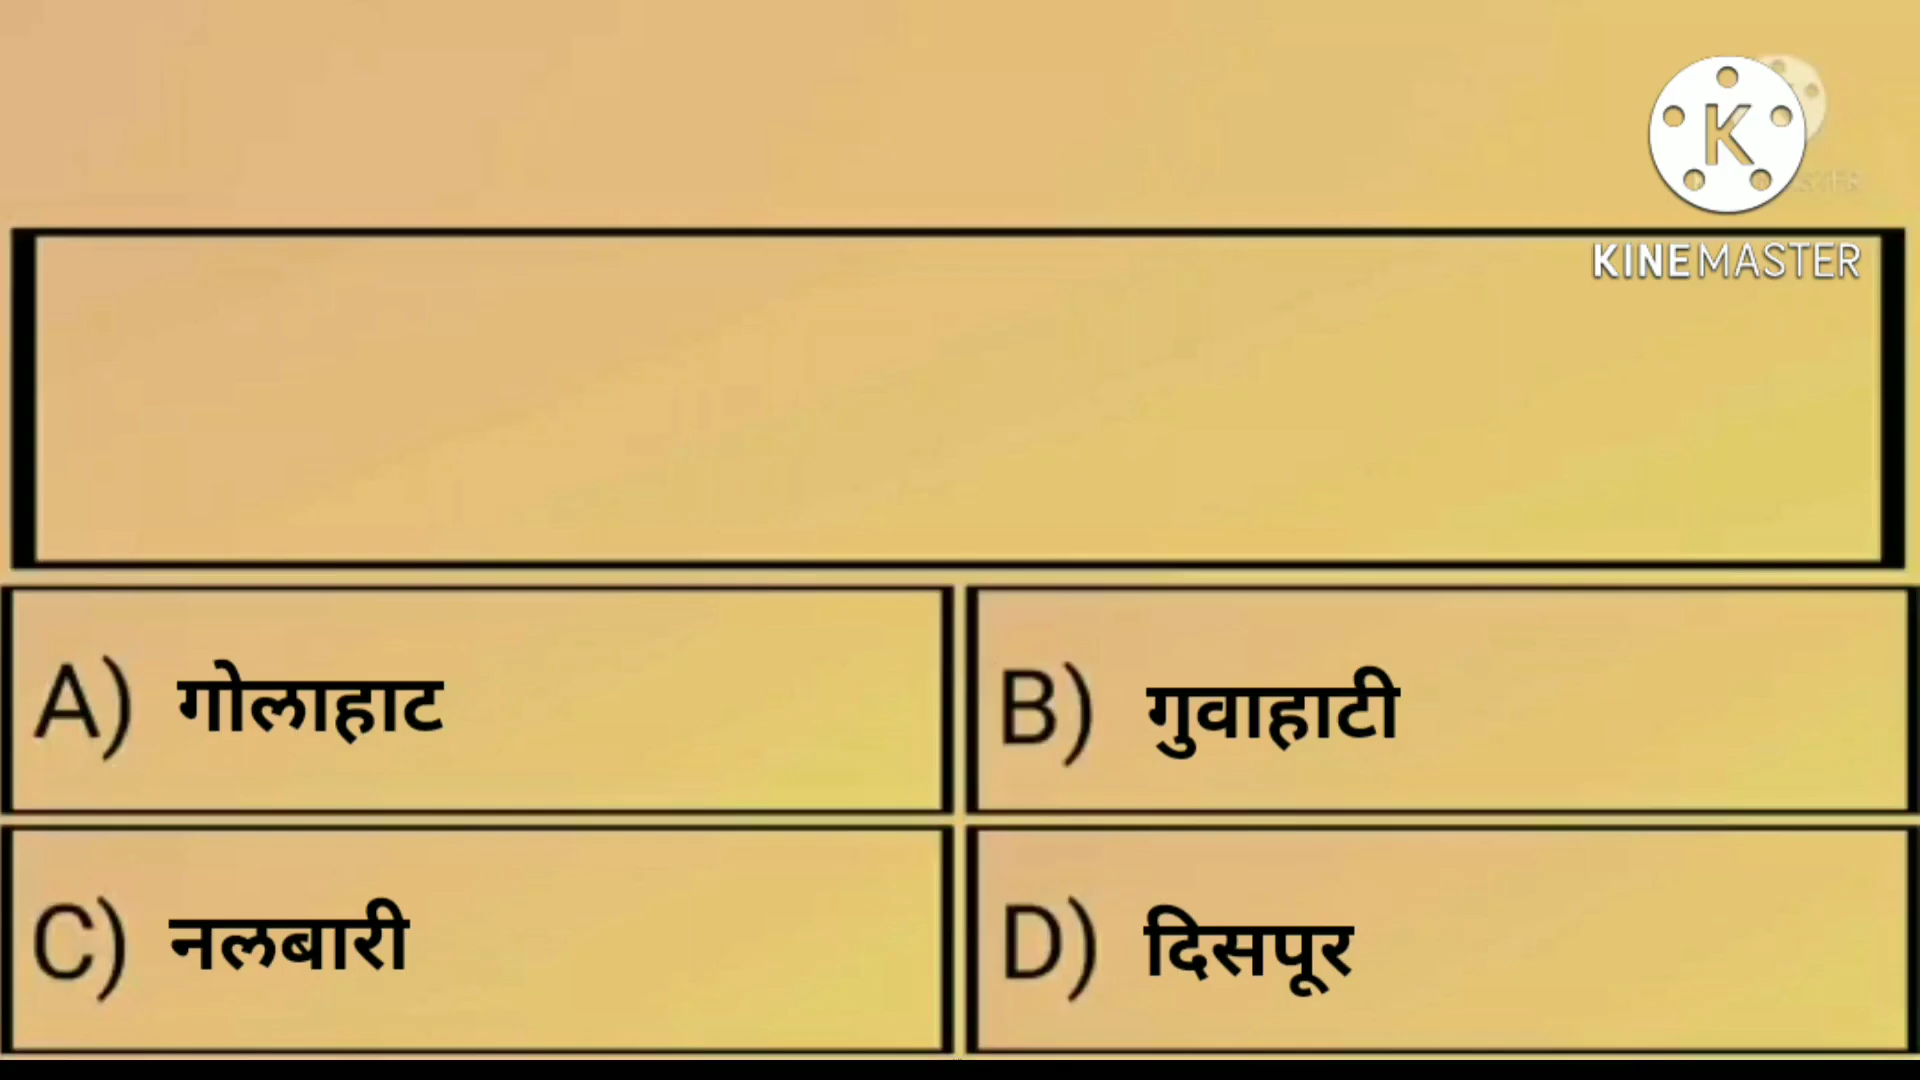 K
KINEMASTER
A) गोलाहाट
B) गुवाहाटी
C) नलबारी
D) दिसपूर